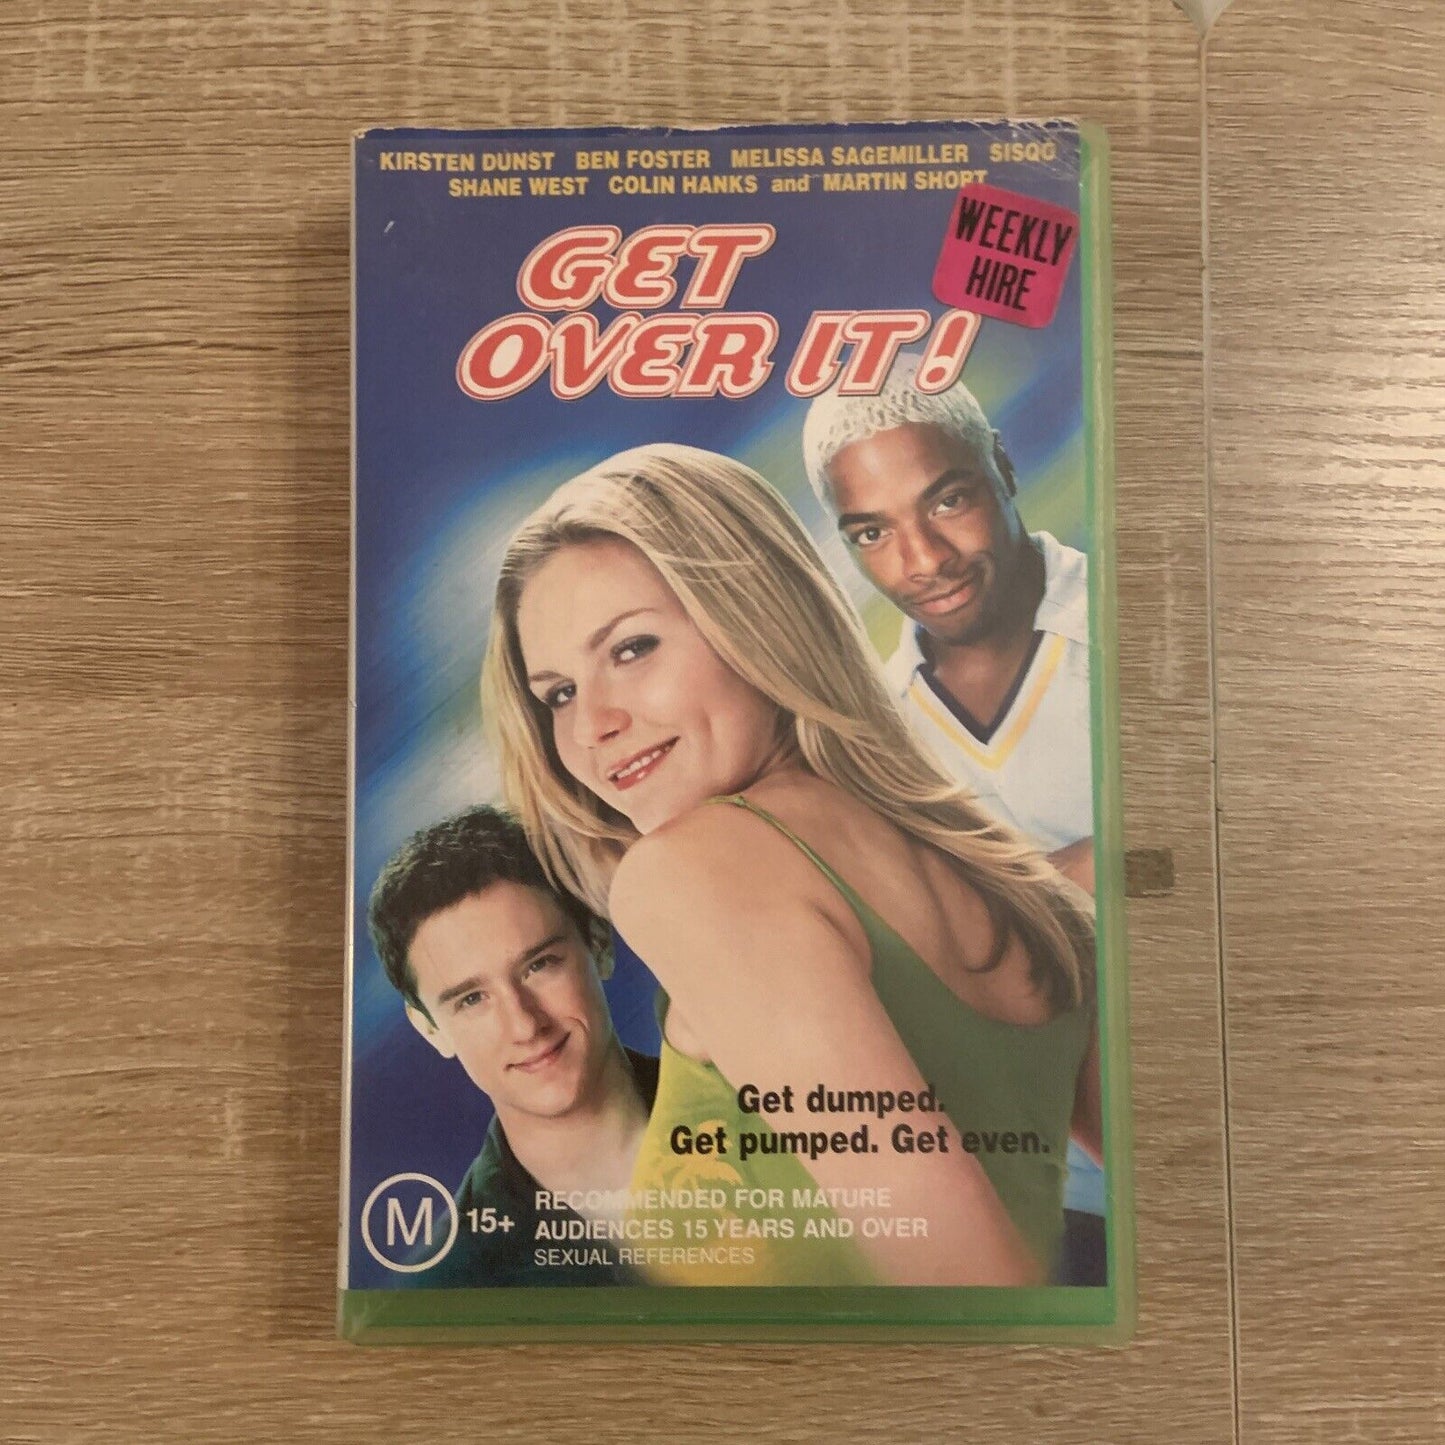 KIRSTEN DUNST BEN FOSTER MELISSA SAGEMILLER SISQO
SHANE WEST COLIN HANKS and MARTIN SHORT
WEEKLY
HIRE
GET
OVER IT!
Get dumped.
Get pumped. Get even.
M 15+
RECOMMENDED FOR MATURE
AUDIENCES 15 YEARS AND OVER
SEXUAL REFERENCES